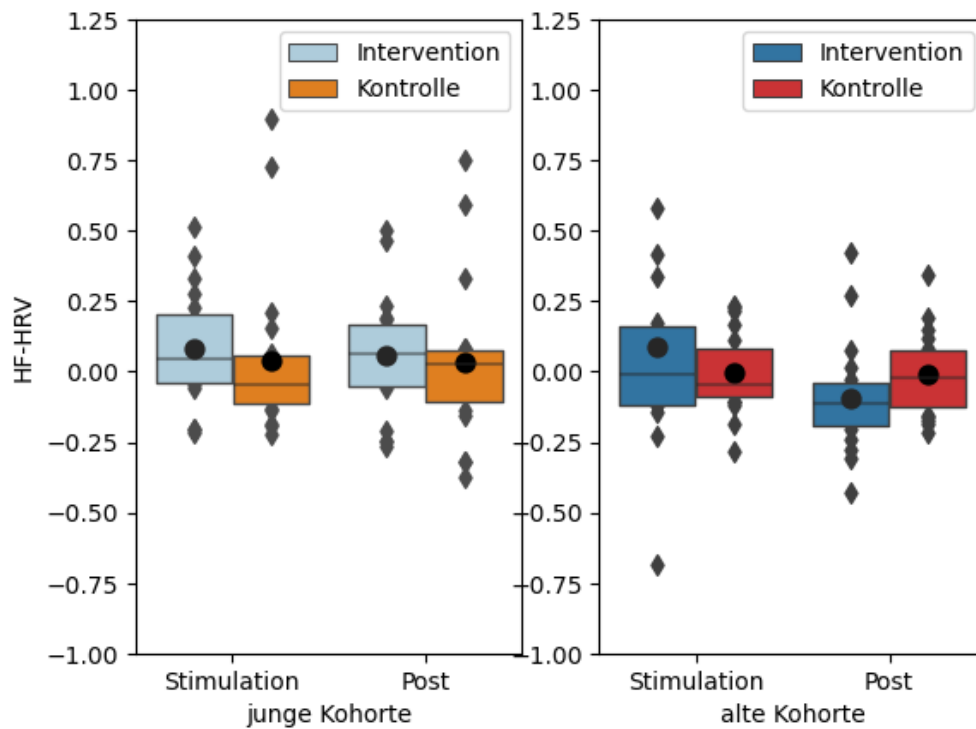 HF-HRV
1.25
1.00
0.75
0.50
0.25
0.00
−0.25
−0.50
−0.75
−1.00
Intervention
Kontrolle
Stimulation
Post
junge Kohorte
1.25
1.00
0.75
0.50
0.25
0.00
−0.25
−0.50
−0.75
−1.00
Intervention
Kontrolle
Stimulation
Post
alte Kohorte